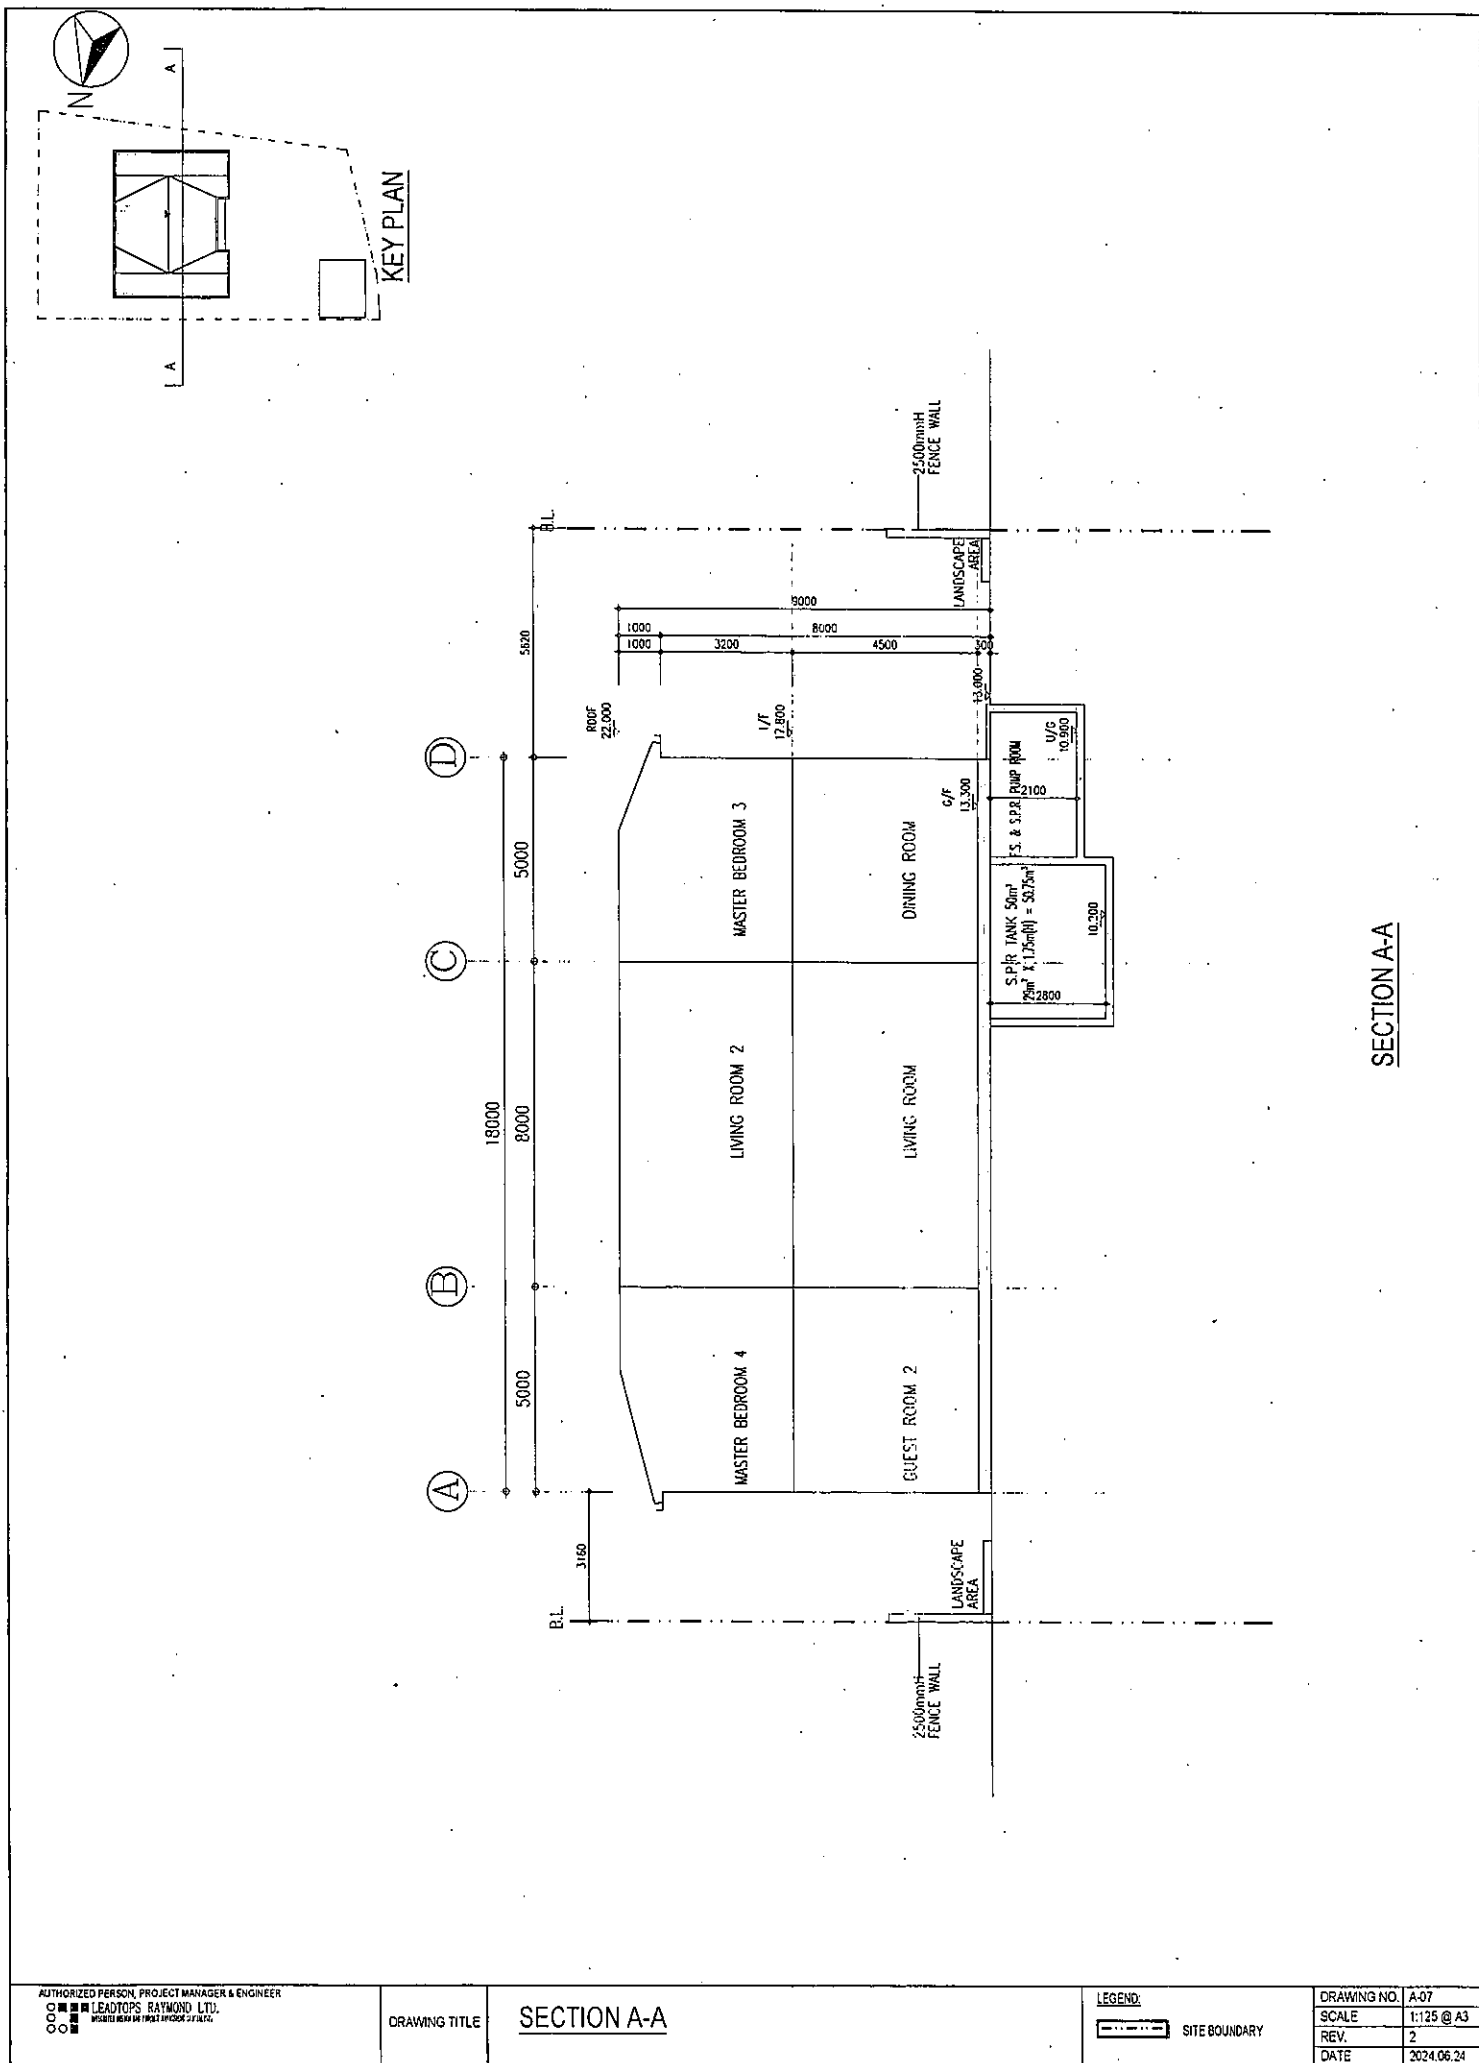 N
A
A
KEY PLAN
2500mmH
FENCE WALL
B.L.
LANDSCAPE
AREA
9000
1000
8000
1000
3200
4500
300
5820
ROOF
22.000
1/F
17.800
13.000
D
C
B
A
18000
5000
8000
5000
MASTER BEDROOM 3
G/F
13.300
DINING ROOM
U/G
10.900
F.S. & S.P.R. PUMP ROOM
2100
S.P.R. TANK 50m³
29m² X 1.75m(H) = 50.75m³
10.200
2800
LIVING ROOM 2
LIVING ROOM
MASTER BEDROOM 4
GUEST ROOM 2
3160
B.L.
LANDSCAPE
AREA
2500mmH
FENCE WALL
SECTION A-A
AUTHORIZED PERSON, PROJECT MANAGER & ENGINEER
LEADTOPS RAYMOND LTD.
DRAWING TITLE
SECTION A-A
LEGEND:
SITE BOUNDARY
DRAWING NO. A-07
SCALE 1:125 @ A3
REV. 2
DATE 2024.06.24